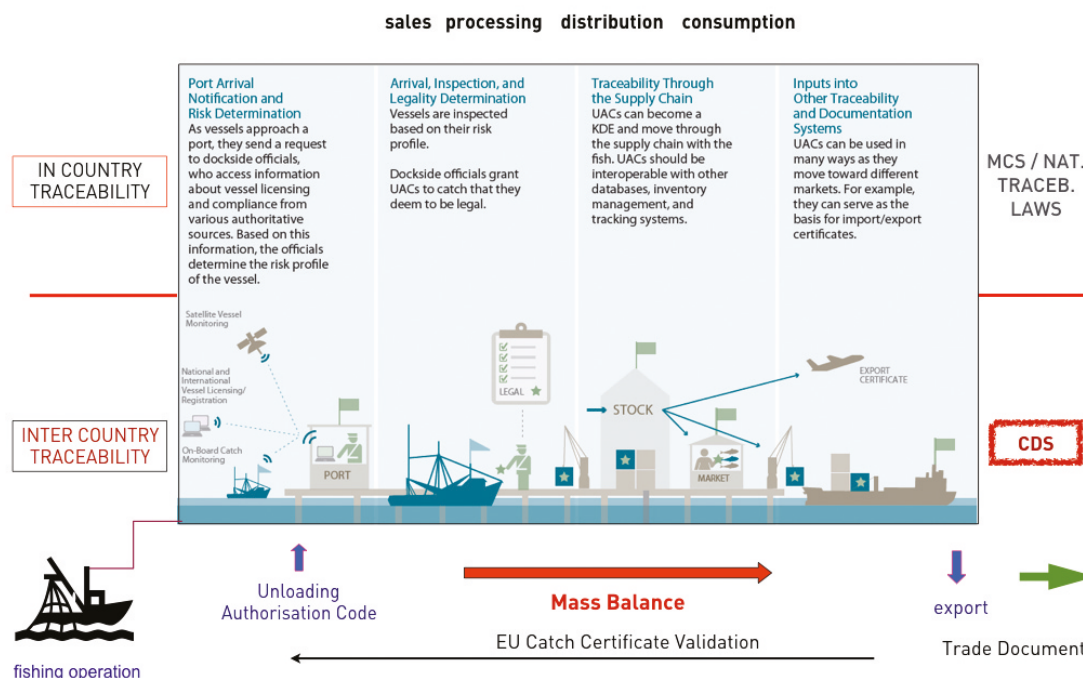 sales processing distribution consumption
Port Arrival
Notification and
Risk Determination
As vessels approach a
port, they send a request
to dockside officials,
who access information
about vessel licensing
and compliance from
various authoritative
sources. Based on this
information, the officials
determine the risk profile
of the vessel.
Arrival, Inspection, and
Legality Determination
Vessels are inspected
based on their risk
profile.
Dockside officials grant
UACs to catch that they
deem to be legal.
Traceability Through
the Supply Chain
UACs can become a
KDE and move through
the supply chain with the
fish. UACs should be
interoperable with other
databases, inventory
management, and
tracking systems.
Inputs into
Other Traceability
and Documentation
Systems
UACs can be used in
many ways as they
move toward different
markets. For example,
they can serve as the
basis for import/export
certificates.
IN COUNTRY
TRACEABILITY
MCS / NAT.
TRACEB.
LAWS
Satellite Vessel
Monitoring
National and
International
Vessel Licensing/
Registration
On-Board Catch
Monitoring
PORT
LEGAL
STOCK
MARKET
EXPORT
CERTIFICATE
INTER COUNTRY
TRACEABILITY
CDS
Unloading
Authorisation Code
Mass Balance
export
EU Catch Certificate Validation
Trade Document
fishing operation